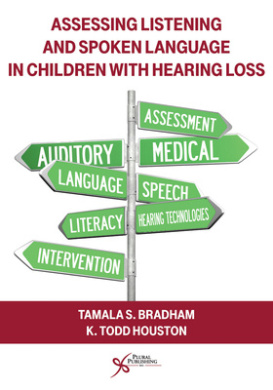 ASSESSING LISTENING
AND SPOKEN LANGUAGE
IN CHILDREN WITH HEARING LOSS
ASSESSMENT
AUDITORY
MEDICAL
LANGUAGE
SPEECH
LITERACY
HEARING TECHNOLOGIES
INTERVENTION
TAMALA S. BRADHAM
K. TODD HOUSTON
PLURAL
PUBLISHING